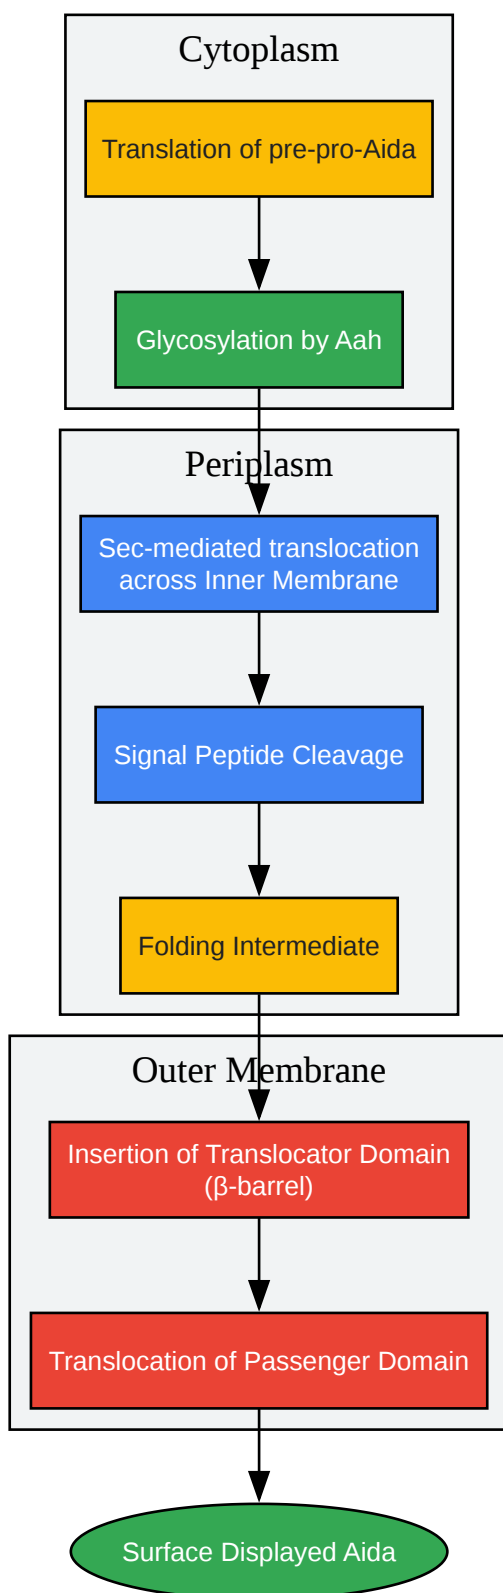 Cytoplasm
Translation of pre-pro-Aida
Glycosylation by Aah
Periplasm
Sec-mediated translocation
across Inner Membrane
Signal Peptide Cleavage
Folding Intermediate
Outer Membrane
Insertion of Translocator Domain
(β-barrel)
Translocation of Passenger Domain
Surface Displayed Aida